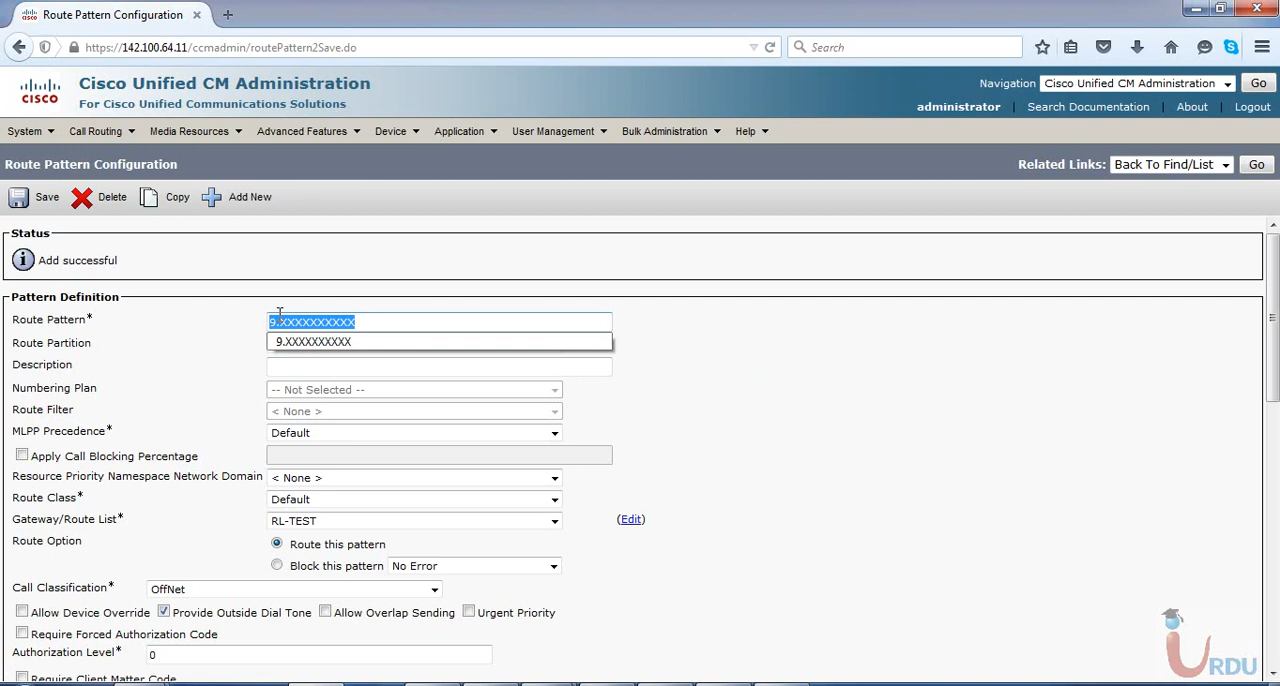 Route Pattern Configuration
https://142.100.64.11/ccmadmin/routePattern2Save.do
Search
Cisco Unified CM Administration
For Cisco Unified Communications Solutions
CISCO
Navigation Cisco Unified CM Administration Go
administrator | Search Documentation | About | Logout
System Call Routing Media Resources Advanced Features Device Application User Management Bulk Administration Help
Route Pattern Configuration
Related Links: Back To Find/List Go
Save Delete Copy Add New
Status
Add successful
Pattern Definition
Route Pattern* 9.XXXXXXXXXX
Route Partition 9.XXXXXXXXXX
Description
Numbering Plan -- Not Selected --
Route Filter < None >
MLPP Precedence* Default
Apply Call Blocking Percentage
Resource Priority Namespace Network Domain < None >
Route Class* Default
Gateway/Route List* RL-TEST (Edit)
Route Option Route this pattern
Block this pattern No Error
Call Classification* OffNet
Allow Device Override Provide Outside Dial Tone Allow Overlap Sending Urgent Priority
Require Forced Authorization Code
Authorization Level* 0
Require Client Matter Code
URDU